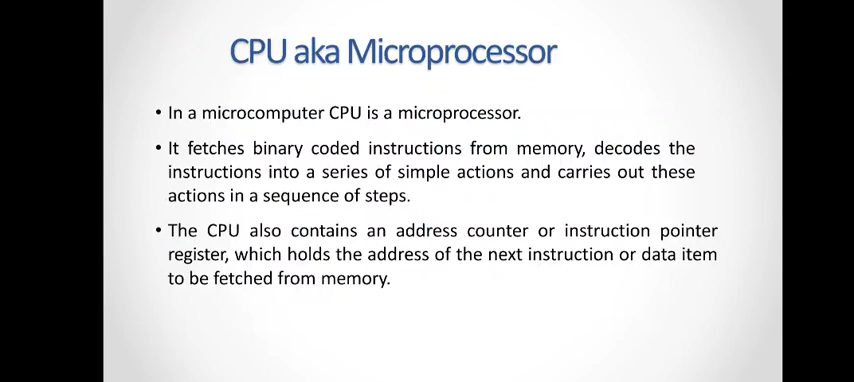 CPU aka Microprocessor
• In a microcomputer CPU is a microprocessor.
• It fetches binary coded instructions from memory, decodes the
instructions into a series of simple actions and carries out these
actions in a sequence of steps.
• The CPU also contains an address counter or instruction pointer
register, which holds the address of the next instruction or data item
to be fetched from memory.